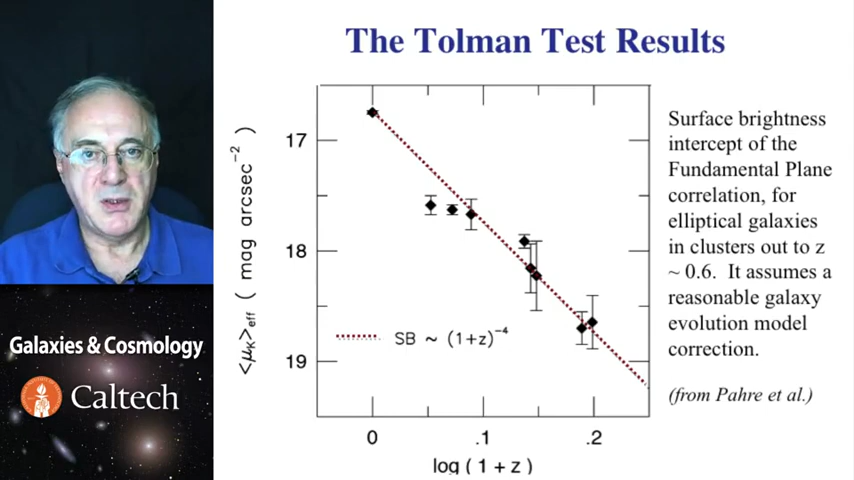 The Tolman Test Results
17
18
19
<μK>eff ( mag arcsec−2 )
SB ~ (1+z)−4
0
.1
.2
log ( 1 + z )
Surface brightness
intercept of the
Fundamental Plane
correlation, for
elliptical galaxies
in clusters out to z
~ 0.6. It assumes a
reasonable galaxy
evolution model
correction.
(from Pahre et al.)
Galaxies & Cosmology
Caltech